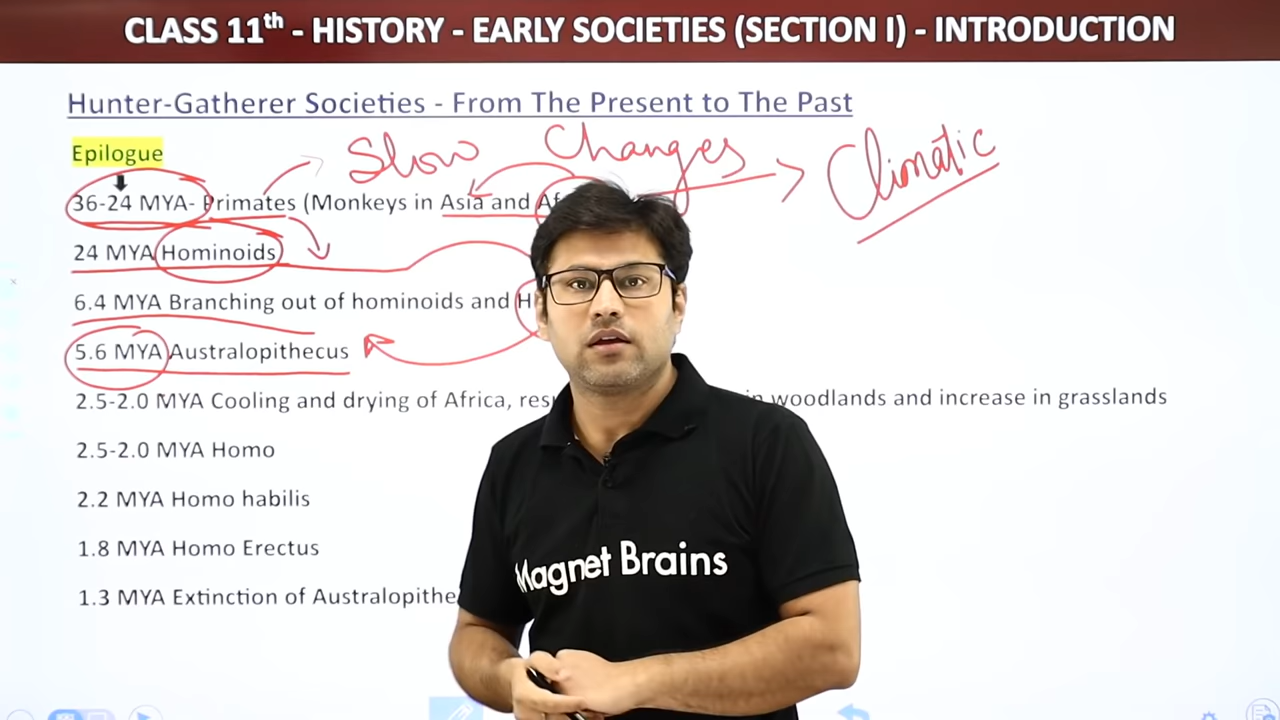 CLASS 11th - HISTORY - EARLY SOCIETIES (SECTION I) - INTRODUCTION
Hunter-Gatherer Societies - From The Present to The Past
Epilogue
Slow Changes
Climatic
36-24 MYA- Primates (Monkeys in Asia and
24 MYA Hominoids
6.4 MYA Branching out of hominoids and
5.6 MYA Australopithecus
2.5-2.0 MYA Cooling and drying of Africa, in woodlands and increase in grasslands
2.5-2.0 MYA Homo
2.2 MYA Homo habilis
1.8 MYA Homo Erectus
1.3 MYA Extinction of Australopithe
Magnet Brains